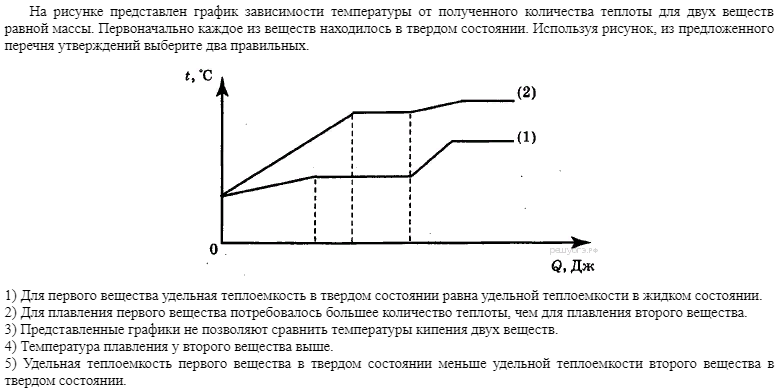 На рисунке представлен график зависимости температуры от полученного количества теплоты для двух веществ
равной массы. Первоначально каждое из веществ находилось в твердом состоянии. Используя рисунок, из предложенного
перечня утверждений выберите два правильных.
t, °C
(2)
(1)
0
Q, Дж
1) Для первого вещества удельная теплоемкость в твердом состоянии равна удельной теплоемкости в жидком состоянии.
2) Для плавления первого вещества потребовалось большее количество теплоты, чем для плавления второго вещества.
3) Представленные графики не позволяют сравнить температуры кипения двух веществ.
4) Температура плавления у второго вещества выше.
5) Удельная теплоемкость первого вещества в твердом состоянии меньше удельной теплоемкости второго вещества в
твердом состоянии.